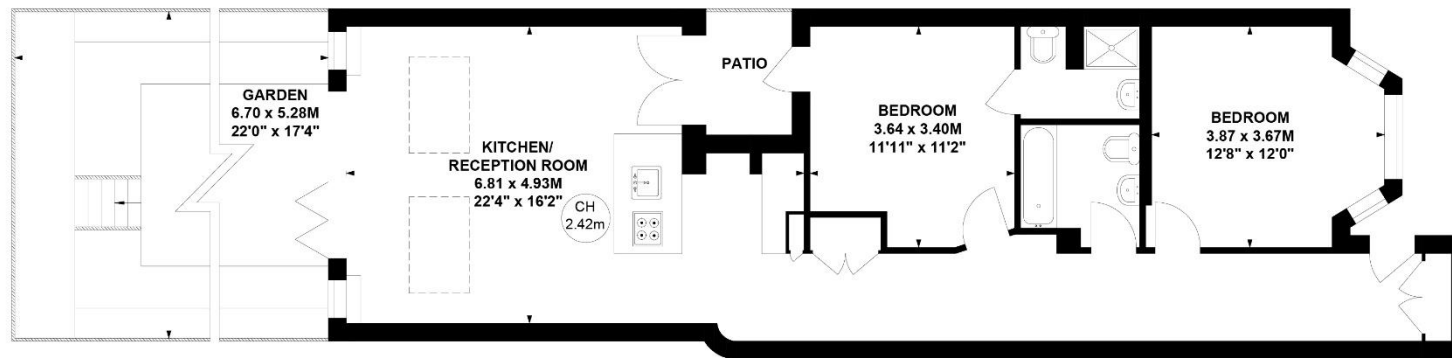 GARDEN
6.70 x 5.28M
22'0" x 17'4"
KITCHEN/
RECEPTION ROOM
6.81 x 4.93M
22'4" x 16'2"
CH
2.42m
PATIO
BEDROOM
3.64 x 3.40M
11'11" x 11'2"
BEDROOM
3.87 x 3.67M
12'8" x 12'0"